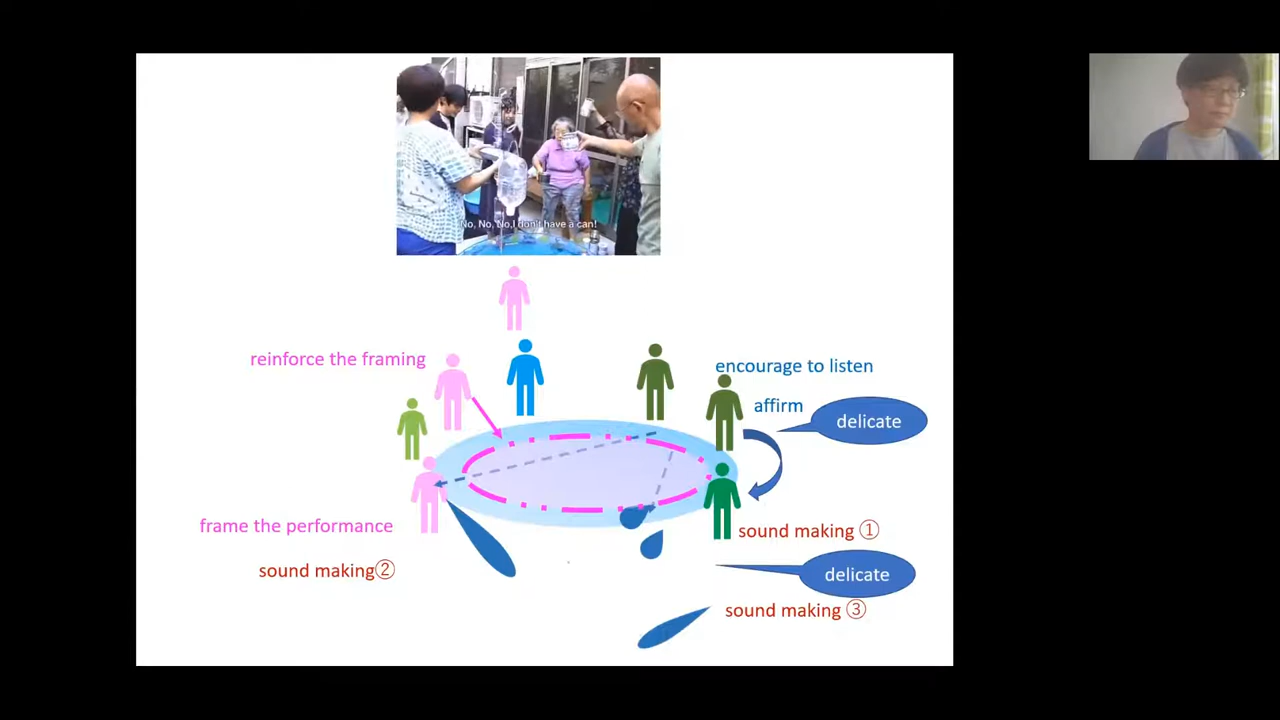 No, No, No,I don't have a can!
reinforce the framing
encourage to listen
affirm
delicate
frame the performance
sound making ①
sound making②
delicate
sound making ③